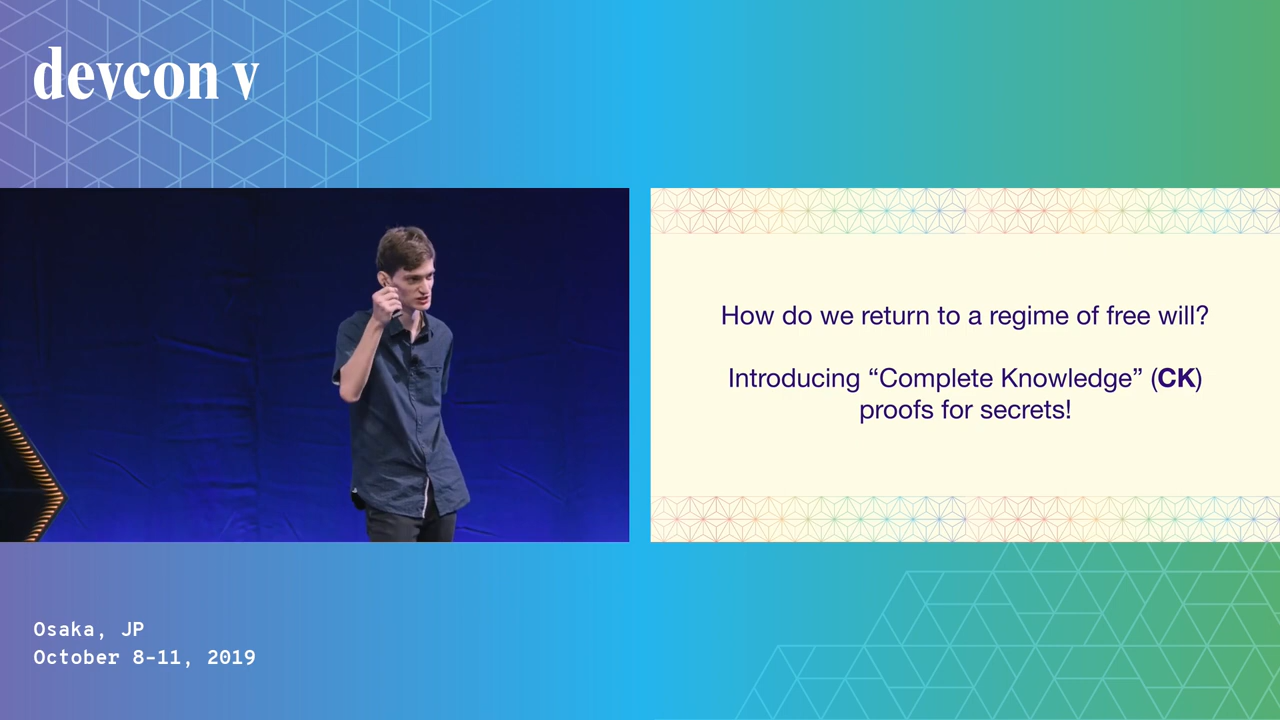 devcon v
How do we return to a regime of free will?
Introducing “Complete Knowledge” (CK)
proofs for secrets!
Osaka, JP
October 8-11, 2019